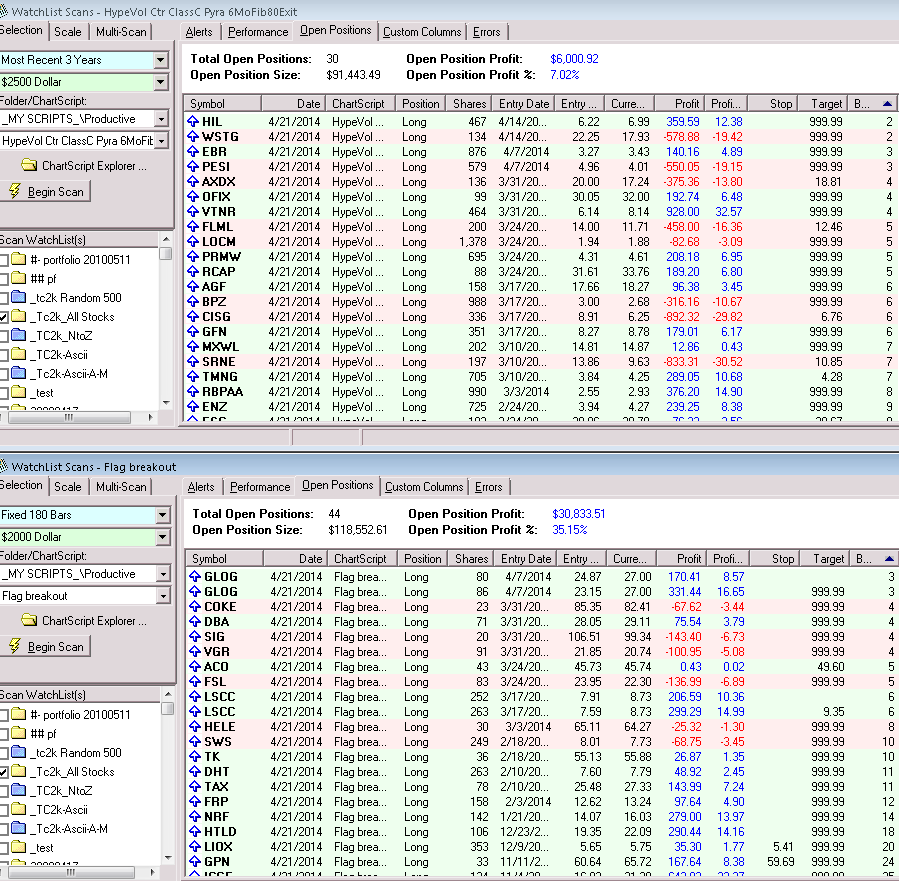 WatchList Scans - HypeVol Ctr ClassC Pyra 6MoFib80Exit
Selection Scale Multi-Scan
Most Recent 3 Years
$2500 Dollar
Folder/ChartScript:
_MY SCRIPTS_\Productive
HypeVol Ctr ClassC Pyra 6MoFit
ChartScript Explorer ...
Begin Scan
Scan WatchList(s)
#- portfolio 20100511
## pf
_tc2k Random 500
_Tc2k_All Stocks
_TC2K_NtoZ
_TC2k-Ascii
_Tc2k-Ascii-A-M
_test
Alerts Performance Open Positions Custom Columns Errors
Total Open Positions: 30 Open Position Profit: $6,000.92
Open Position Size: $91,443.49 Open Position Profit %: 7.02%
Symbol Date ChartScript Position Shares Entry Date Entry ... Curre... Profit Profi... Stop Target B...
HIL 4/21/2014 HypeVol ... Long 467 4/14/20... 6.22 6.99 359.59 12.38 999.99 2
WSTG 4/21/2014 HypeVol ... Long 134 4/14/20... 22.25 17.93 -578.88 -19.42 999.99 2
EBR 4/21/2014 HypeVol ... Long 876 4/7/2014 3.27 3.43 140.16 4.89 999.99 3
PESI 4/21/2014 HypeVol ... Long 579 4/7/2014 4.96 4.01 -550.05 -19.15 999.99 3
AXDX 4/21/2014 HypeVol ... Long 136 3/31/20... 20.00 17.24 -375.36 -13.80 18.81 4
OFIX 4/21/2014 HypeVol ... Long 99 3/31/20... 30.05 32.00 192.74 6.48 999.99 4
VTNR 4/21/2014 HypeVol ... Long 464 3/31/20... 6.14 8.14 928.00 32.57 999.99 4
FLML 4/21/2014 HypeVol ... Long 200 3/24/20... 14.00 11.71 -458.00 -16.36 12.46 5
LOCM 4/21/2014 HypeVol ... Long 1,378 3/24/20... 1.94 1.88 -82.68 -3.09 999.99 5
PRMW 4/21/2014 HypeVol ... Long 695 3/24/20... 4.31 4.61 208.18 6.95 999.99 5
RCAP 4/21/2014 HypeVol ... Long 88 3/24/20... 31.61 33.76 189.20 6.80 999.99 5
AGF 4/21/2014 HypeVol ... Long 158 3/17/20... 17.66 18.27 96.38 3.45 999.99 6
BPZ 4/21/2014 HypeVol ... Long 988 3/17/20... 3.00 2.68 -316.16 -10.67 999.99 6
CISG 4/21/2014 HypeVol ... Long 336 3/17/20... 8.91 6.25 -892.32 -29.82 6.76 6
GFN 4/21/2014 HypeVol ... Long 351 3/17/20... 8.27 8.78 179.01 6.17 999.99 6
MXWL 4/21/2014 HypeVol ... Long 202 3/10/20... 14.81 14.87 12.86 0.43 999.99 7
SRNE 4/21/2014 HypeVol ... Long 197 3/10/20... 13.86 9.63 -833.31 -30.52 10.85 7
TMNG 4/21/2014 HypeVol ... Long 705 3/10/20... 3.84 4.25 289.05 10.68 4.28 7
RBPAA 4/21/2014 HypeVol ... Long 990 3/3/2014 2.55 2.93 376.20 14.90 999.99 8
ENZ 4/21/2014 HypeVol ... Long 725 2/24/20... 3.94 4.27 239.25 8.38 999.99 9
WatchList Scans - Flag breakout
Selection Scale Multi-Scan
Fixed 180 Bars
$2000 Dollar
Folder/ChartScript:
_MY SCRIPTS_\Productive
Flag breakout
ChartScript Explorer ...
Begin Scan
Scan WatchList(s)
#- portfolio 20100511
## pf
_tc2k Random 500
_Tc2k_All Stocks
_TC2k_NtoZ
_TC2k-Ascii
_Tc2k-Ascii-A-M
_test
Alerts Performance Open Positions Custom Columns Errors
Total Open Positions: 44 Open Position Profit: $30,833.51
Open Position Size: $118,552.61 Open Position Profit %: 35.15%
Symbol Date ChartScript Position Shares Entry Date Entry ... Curre... Profit Profi... Stop Target B...
GLOG 4/21/2014 Flag brea... Long 80 4/7/2014 24.87 27.00 170.41 8.57 3
GLOG 4/21/2014 Flag brea... Long 86 4/7/2014 23.15 27.00 331.44 16.65 999.99 3
COKE 4/21/2014 Flag brea... Long 23 3/31/20... 85.35 82.41 -67.62 -3.44 999.99 4
DBA 4/21/2014 Flag brea... Long 71 3/31/20... 28.05 29.11 75.54 3.79 999.99 4
SIG 4/21/2014 Flag brea... Long 20 3/31/20... 106.51 99.34 -143.40 -6.73 999.99 4
VGR 4/21/2014 Flag brea... Long 91 3/31/20... 21.85 20.74 -100.95 -5.08 999.99 4
ACO 4/21/2014 Flag brea... Long 43 3/24/20... 45.73 45.74 0.43 0.02 49.60 5
FSL 4/21/2014 Flag brea... Long 83 3/24/20... 23.95 22.30 -136.99 -6.89 999.99 5
LSCC 4/21/2014 Flag brea... Long 252 3/17/20... 7.91 8.73 206.59 10.36 6
LSCC 4/21/2014 Flag brea... Long 263 3/17/20... 7.59 8.73 299.29 14.99 9.35 6
HELE 4/21/2014 Flag brea... Long 30 3/3/2014 65.11 64.27 -25.32 -1.30 999.99 8
SWS 4/21/2014 Flag brea... Long 249 2/18/20... 8.01 7.73 -68.75 -3.45 999.99 10
TK 4/21/2014 Flag brea... Long 36 2/18/20... 55.13 55.88 26.87 1.35 999.99 10
DHT 4/21/2014 Flag brea... Long 263 2/10/20... 7.60 7.79 48.92 2.45 999.99 11
TAX 4/21/2014 Flag brea... Long 78 2/10/20... 25.48 27.33 143.99 7.24 999.99 11
FRP 4/21/2014 Flag brea... Long 158 2/3/2014 12.62 13.24 97.64 4.90 999.99 12
NRF 4/21/2014 Flag brea... Long 142 1/21/20... 14.07 16.03 279.00 13.97 999.99 14
HTLD 4/21/2014 Flag brea... Long 106 12/23/2... 19.35 22.09 290.44 14.16 999.99 18
LIOX 4/21/2014 Flag brea... Long 353 12/9/20... 5.65 5.75 35.30 1.77 5.41 999.99 20
GPN 4/21/2014 Flag brea... Long 33 11/11/2... 60.64 65.72 167.64 8.38 59.69 999.99 24